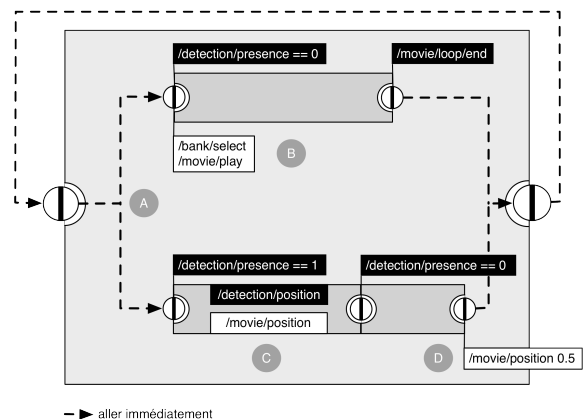 /detection/presence == 0
/movie/loop/end
/bank/select
/movie/play
B
A
/detection/presence == 1
/detection/presence == 0
/detection/position
/movie/position
C
D
/movie/position 0.5
aller immédiatement